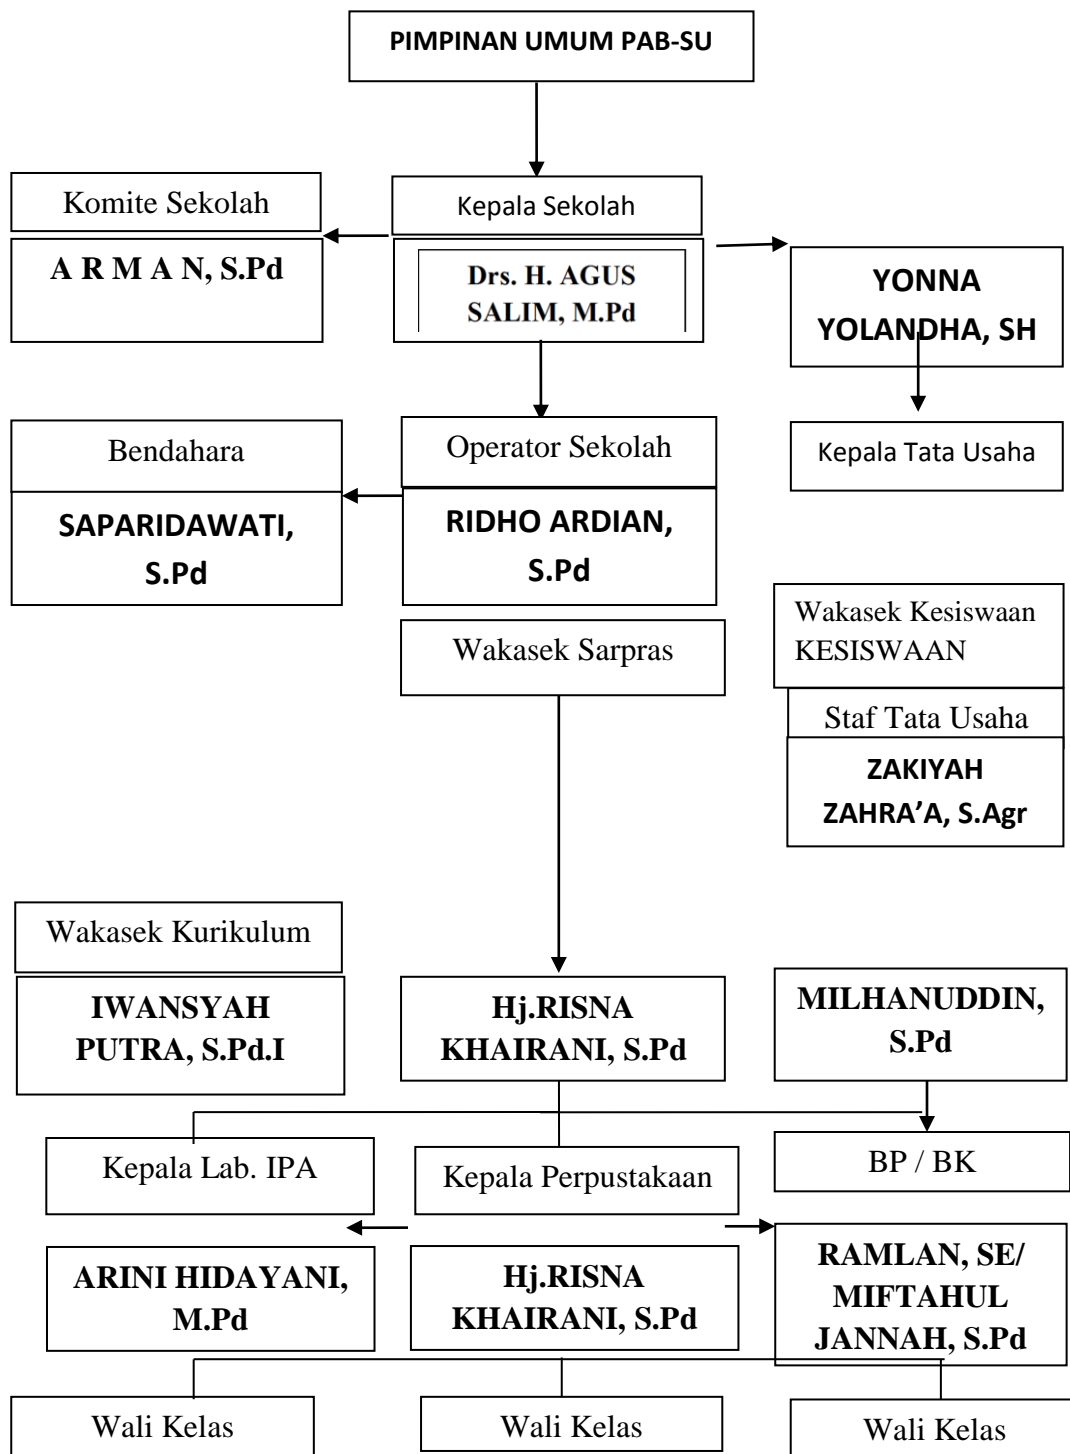 PIMPINAN UMUM PAB-SU
Komite Sekolah
A R M A N, S.Pd
Kepala Sekolah
Drs. H. AGUS
SALIM, M.Pd
YONNA
YOLANDHA, SH
Bendahara
SAPARIDAWATI,
S.Pd
Operator Sekolah
RIDHO ARDIAN,
S.Pd
Kepala Tata Usaha
Wakasek Sarpras
Wakasek Kesiswaan
KESISWAAN
Staf Tata Usaha
ZAKIYAH
ZAHRA’A, S.Agr
Wakasek Kurikulum
IWANSYAH
PUTRA, S.Pd.I
Hj.RISNA
KHAIRANI, S.Pd
MILHANUDDIN,
S.Pd
Kepala Lab. IPA
Kepala Perpustakaan
BP / BK
ARINI HIDAYANI,
M.Pd
Hj.RISNA
KHAIRANI, S.Pd
RAMLAN, SE/
MIFTAHUL
JANNAH, S.Pd
Wali Kelas
Wali Kelas
Wali Kelas